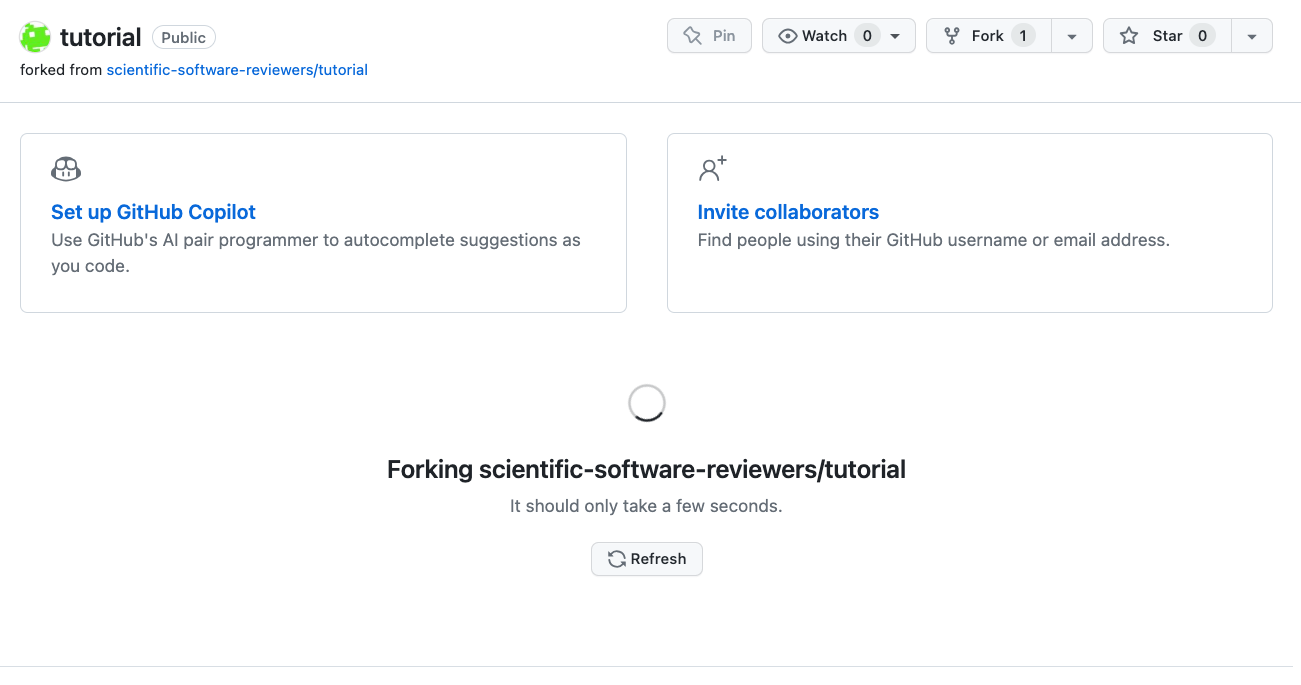 tutorial Public
Pin Watch 0 Fork 1 Star 0
forked from scientific-software-reviewers/tutorial
Set up GitHub Copilot
Use GitHub's AI pair programmer to autocomplete suggestions as
you code.
Invite collaborators
Find people using their GitHub username or email address.
Forking scientific-software-reviewers/tutorial
It should only take a few seconds.
Refresh